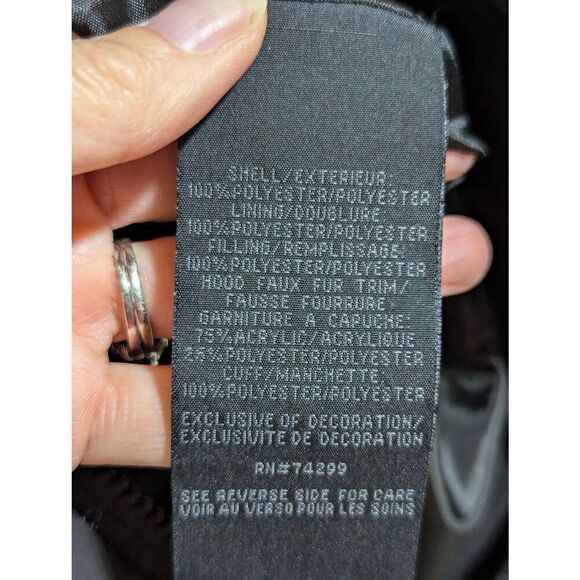 SHELL/EXTERIEUR
100% POLYESTER/POLYESTER
LINING/DOUBLURE
100% POLYESTER/POLYESTER
FILLING/REMPLISSAGE:
100% POLYESTER/POLYESTER
HOOD FAUX FUR TRIM/
FAUSSE FOURRURE
GARNITURE A CAPUCHE:
75% ACRYLIC/ACRYLIQUE
25% POLYESTER/POLYESTER
CUFF/MANCHETTE
100% POLYESTER/POLYESTER
EXCLUSIVE OF DECORATION/
EXCLUSIVITE DE DECORATION
RN# 74299
SEE REVERSE SIDE FOR CARE
VOIR AU VERSO POUR LES SOINS